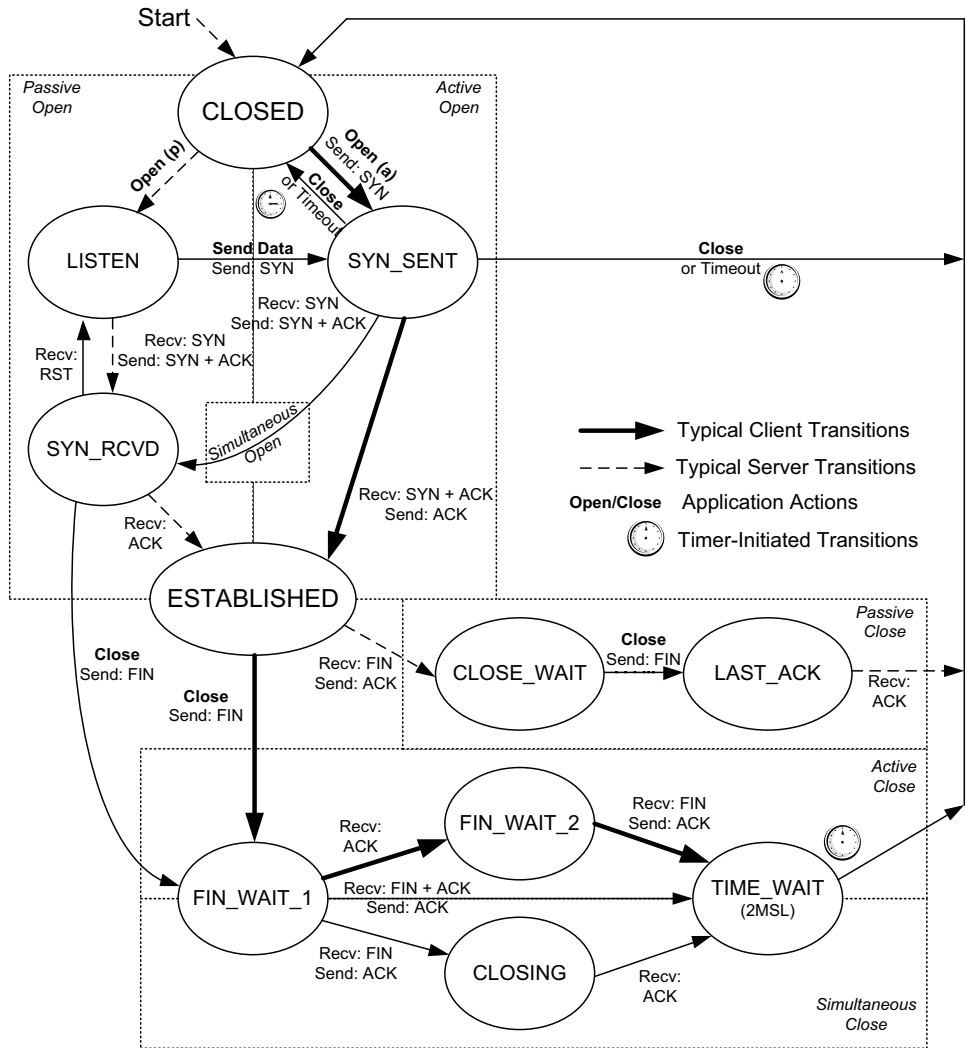 Start
Passive
Open
Active
Open
CLOSED
Open (p)
Open (a)
Send: SYN
Close
or Timeout
LISTEN
Send Data
Send: SYN
SYN_SENT
Close
or Timeout
Recv: SYN
Send: SYN + ACK
Recv:
RST
Recv: SYN
Send: SYN + ACK
SYN_RCVD
Simultaneous
Open
Typical Client Transitions
Typical Server Transitions
Open/Close Application Actions
Timer-Initiated Transitions
Recv: SYN + ACK
Send: ACK
Recv:
ACK
ESTABLISHED
Passive
Close
Close
Send: FIN
Recv: FIN
Send: ACK
CLOSE_WAIT
Close
Send: FIN
LAST_ACK
Recv:
ACK
Close
Send: FIN
Active
Close
Recv:
ACK
FIN_WAIT_2
Recv: FIN
Send: ACK
FIN_WAIT_1
Recv: FIN + ACK
Send: ACK
TIME_WAIT
(2MSL)
Recv: FIN
Send: ACK
CLOSING
Recv:
ACK
Simultaneous
Close